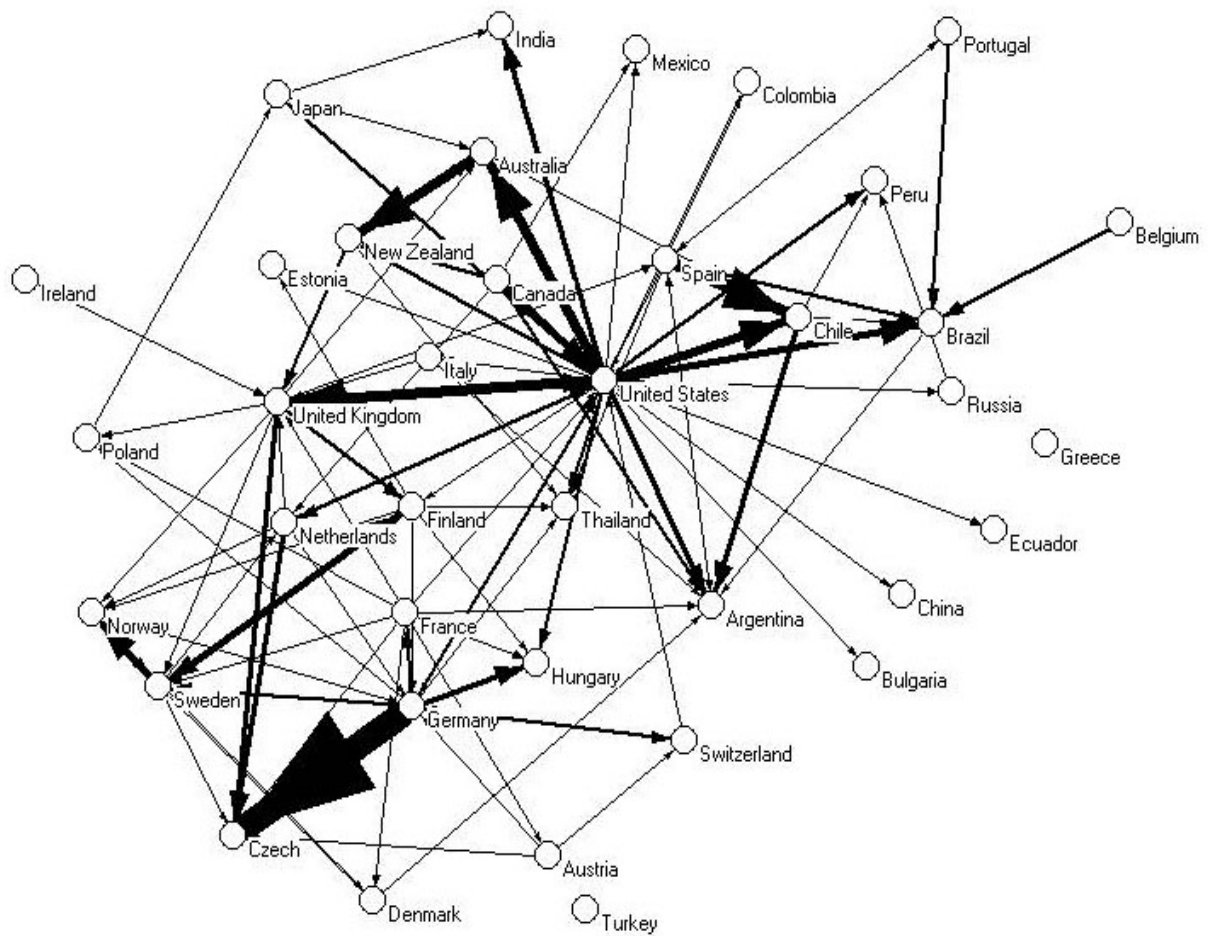 India
Portugal
Mexico
Colombia
Japan
Australia
Peru
Belgium
New Zealand
Estonia
Spain
Ireland
Canada
Chile
Brazil
Italy
United States
Russia
United Kingdom
Poland
Greece
Finland
Thailand
Netherlands
Ecuador
China
Norway
France
Argentina
Hungary
Bulgaria
Sweden
Germany
Switzerland
Czech
Austria
Denmark
Turkey